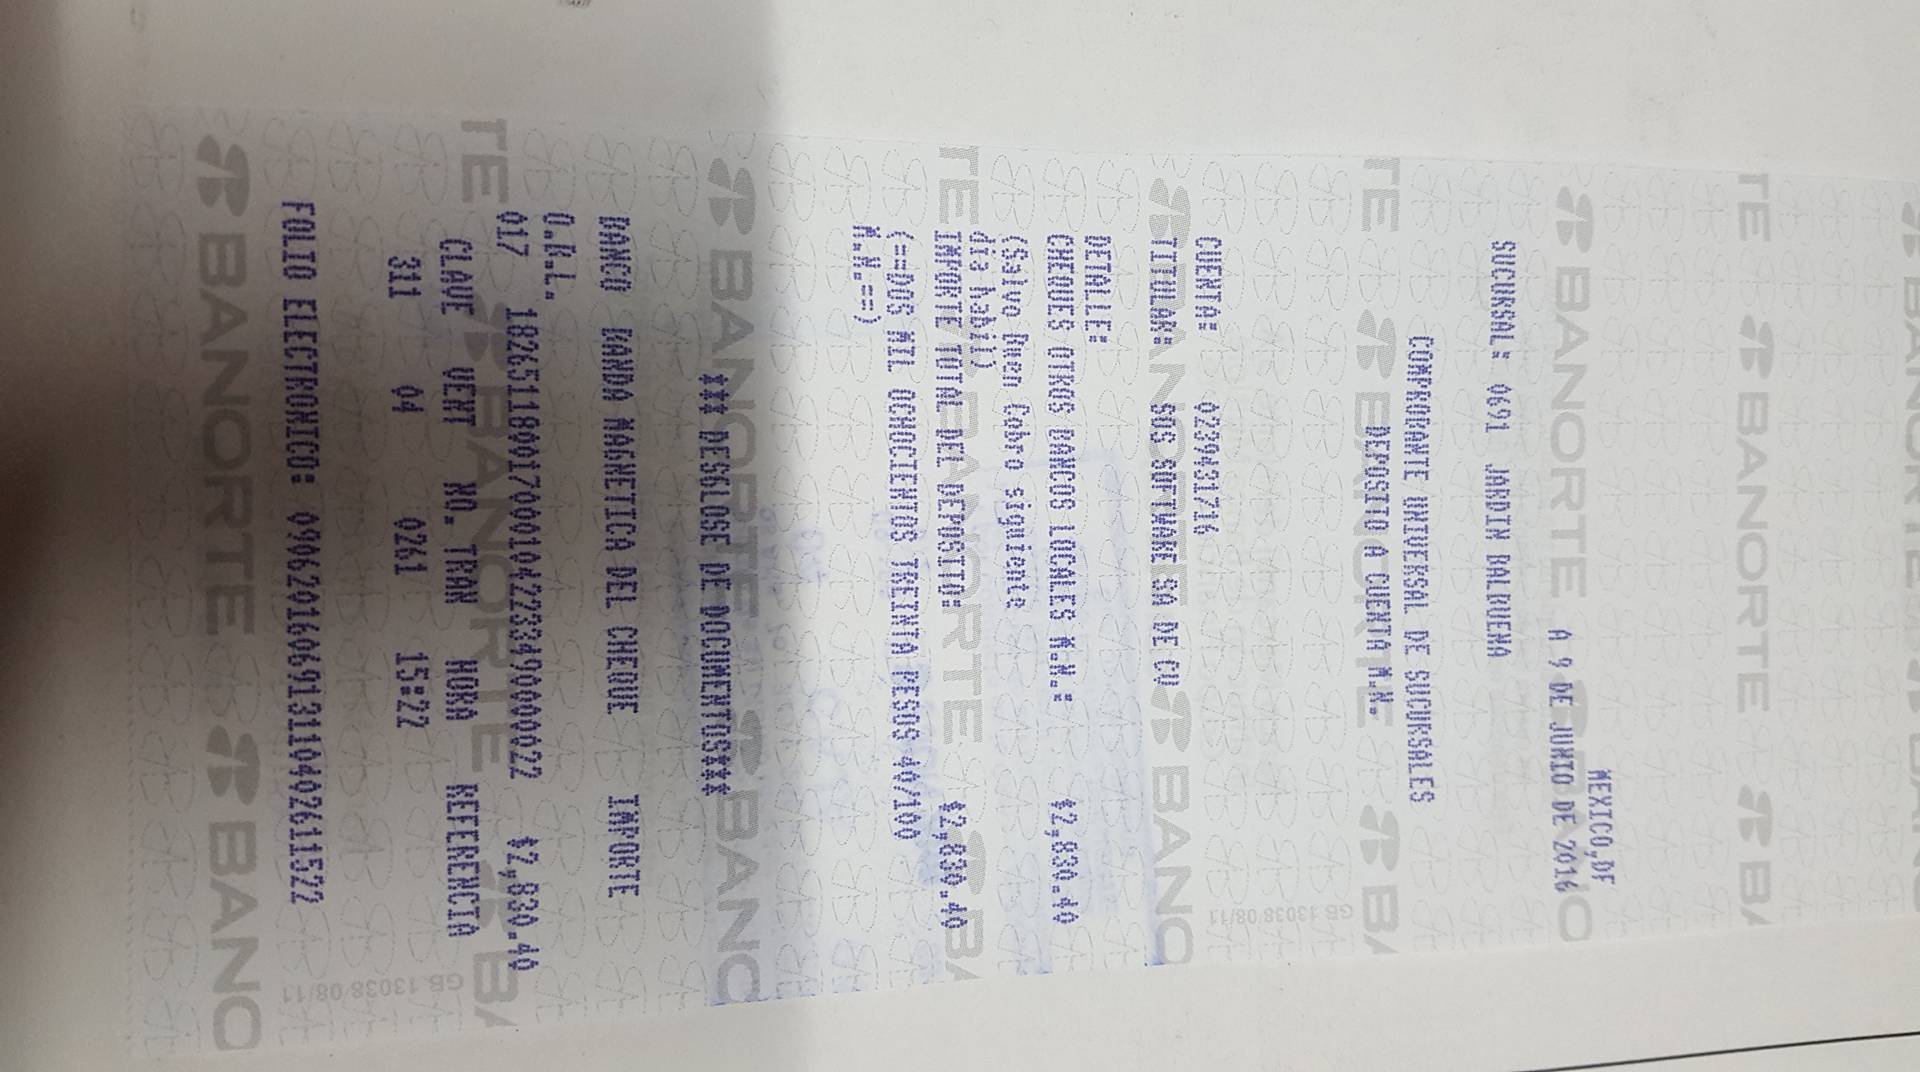 MEXICO,DF
A 9 DE JUNIO DE 2016
SUCURSAL: 0691 JARDIN BALBUENA
COMPROBANTE UNIVERSAL DE SUCURSALES
DEPOSITO A CUENTA M.N.
CUENTA: 0239431716
TITULAR: SOS SOFTWARE SA DE CV
DETALLE:
CHEQUES OTROS BANCOS LOCALES M.N.: $2,830.40
(Salvo Buen Cobro siguiente
dia habil)
IMPORTE TOTAL DEL DEPOSITO: $2,830.40
(==DOS MIL OCHOCIENTOS TREINTA PESOS 40/100
M.N.==)
*** DESGLOSE DE DOCUMENTOS***
BANCO BANDA MAGNETICA DEL CHEQUE IMPORTE
O.R.L.
017 $2,830.40
CLAVE VENT NO. TRAN HORA REFERENCIA
311 04 0261 15:22
FOLIO ELECTRONICO: 0906201606913110402611522
BANORTE
GB 13038 08/11